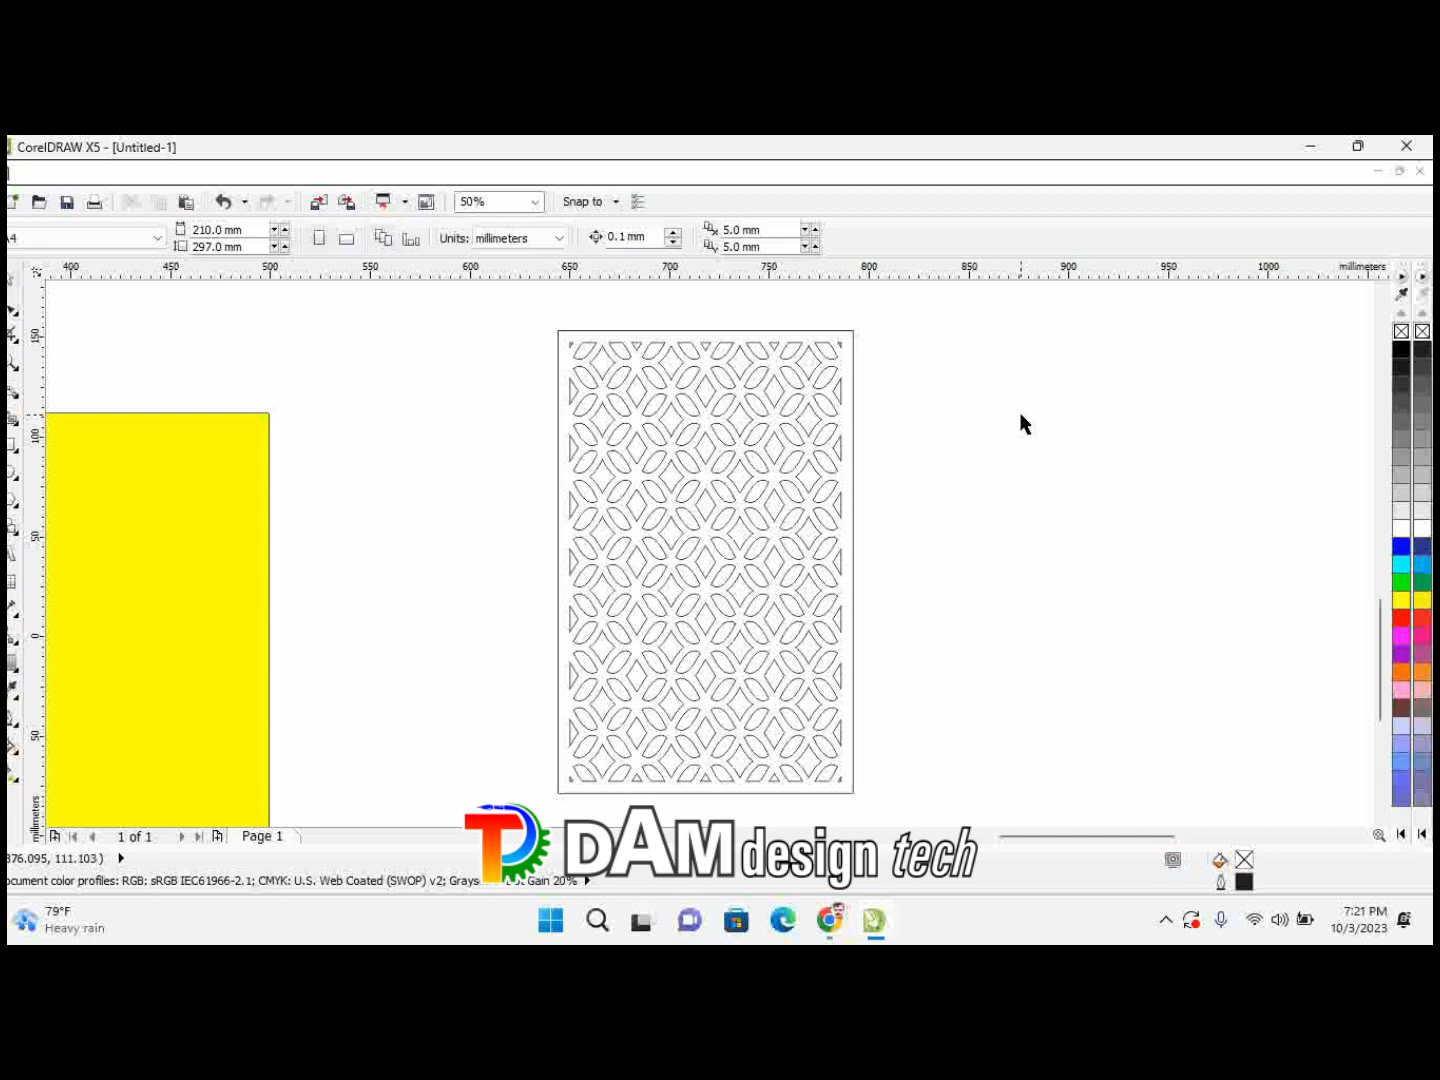 CorelDRAW X5 - [Untitled-1]
50%
Snap to
210.0 mm
297.0 mm
Units: millimeters
0.1 mm
5.0 mm
5.0 mm
400 450 500 550 600 650 700 750 800 850 900 950 1000 millimeters
150
100
50
0
50
millimeters
1 of 1
Page 1
DAM design tech
376.095, 111.103 )
ocument color profiles: RGB: sRGB IEC61966-2.1; CMYK: U.S. Web Coated (SWOP) v2; Grays Gain 20%
79°F
Heavy rain
7:21 PM
10/3/2023